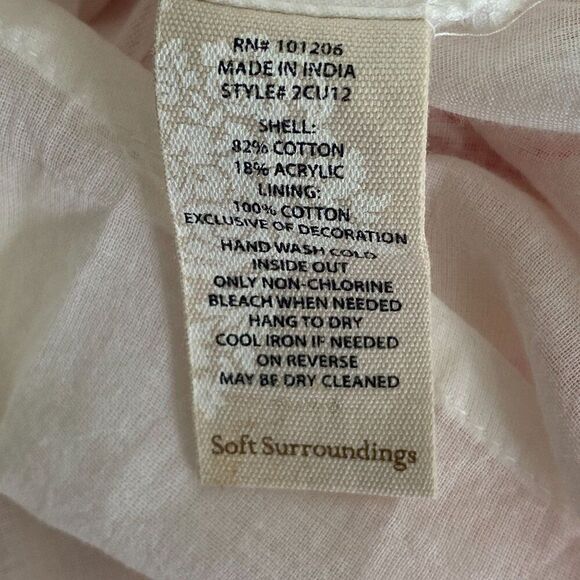 RN# 101206
MADE IN INDIA
STYLE# 2CU12
SHELL:
82% COTTON
18% ACRYLIC
LINING:
100% COTTON
EXCLUSIVE OF DECORATION
HAND WASH COLD
INSIDE OUT
ONLY NON-CHLORINE
BLEACH WHEN NEEDED
HANG TO DRY
COOL IRON IF NEEDED
ON REVERSE
MAY BE DRY CLEANED
Soft Surroundings